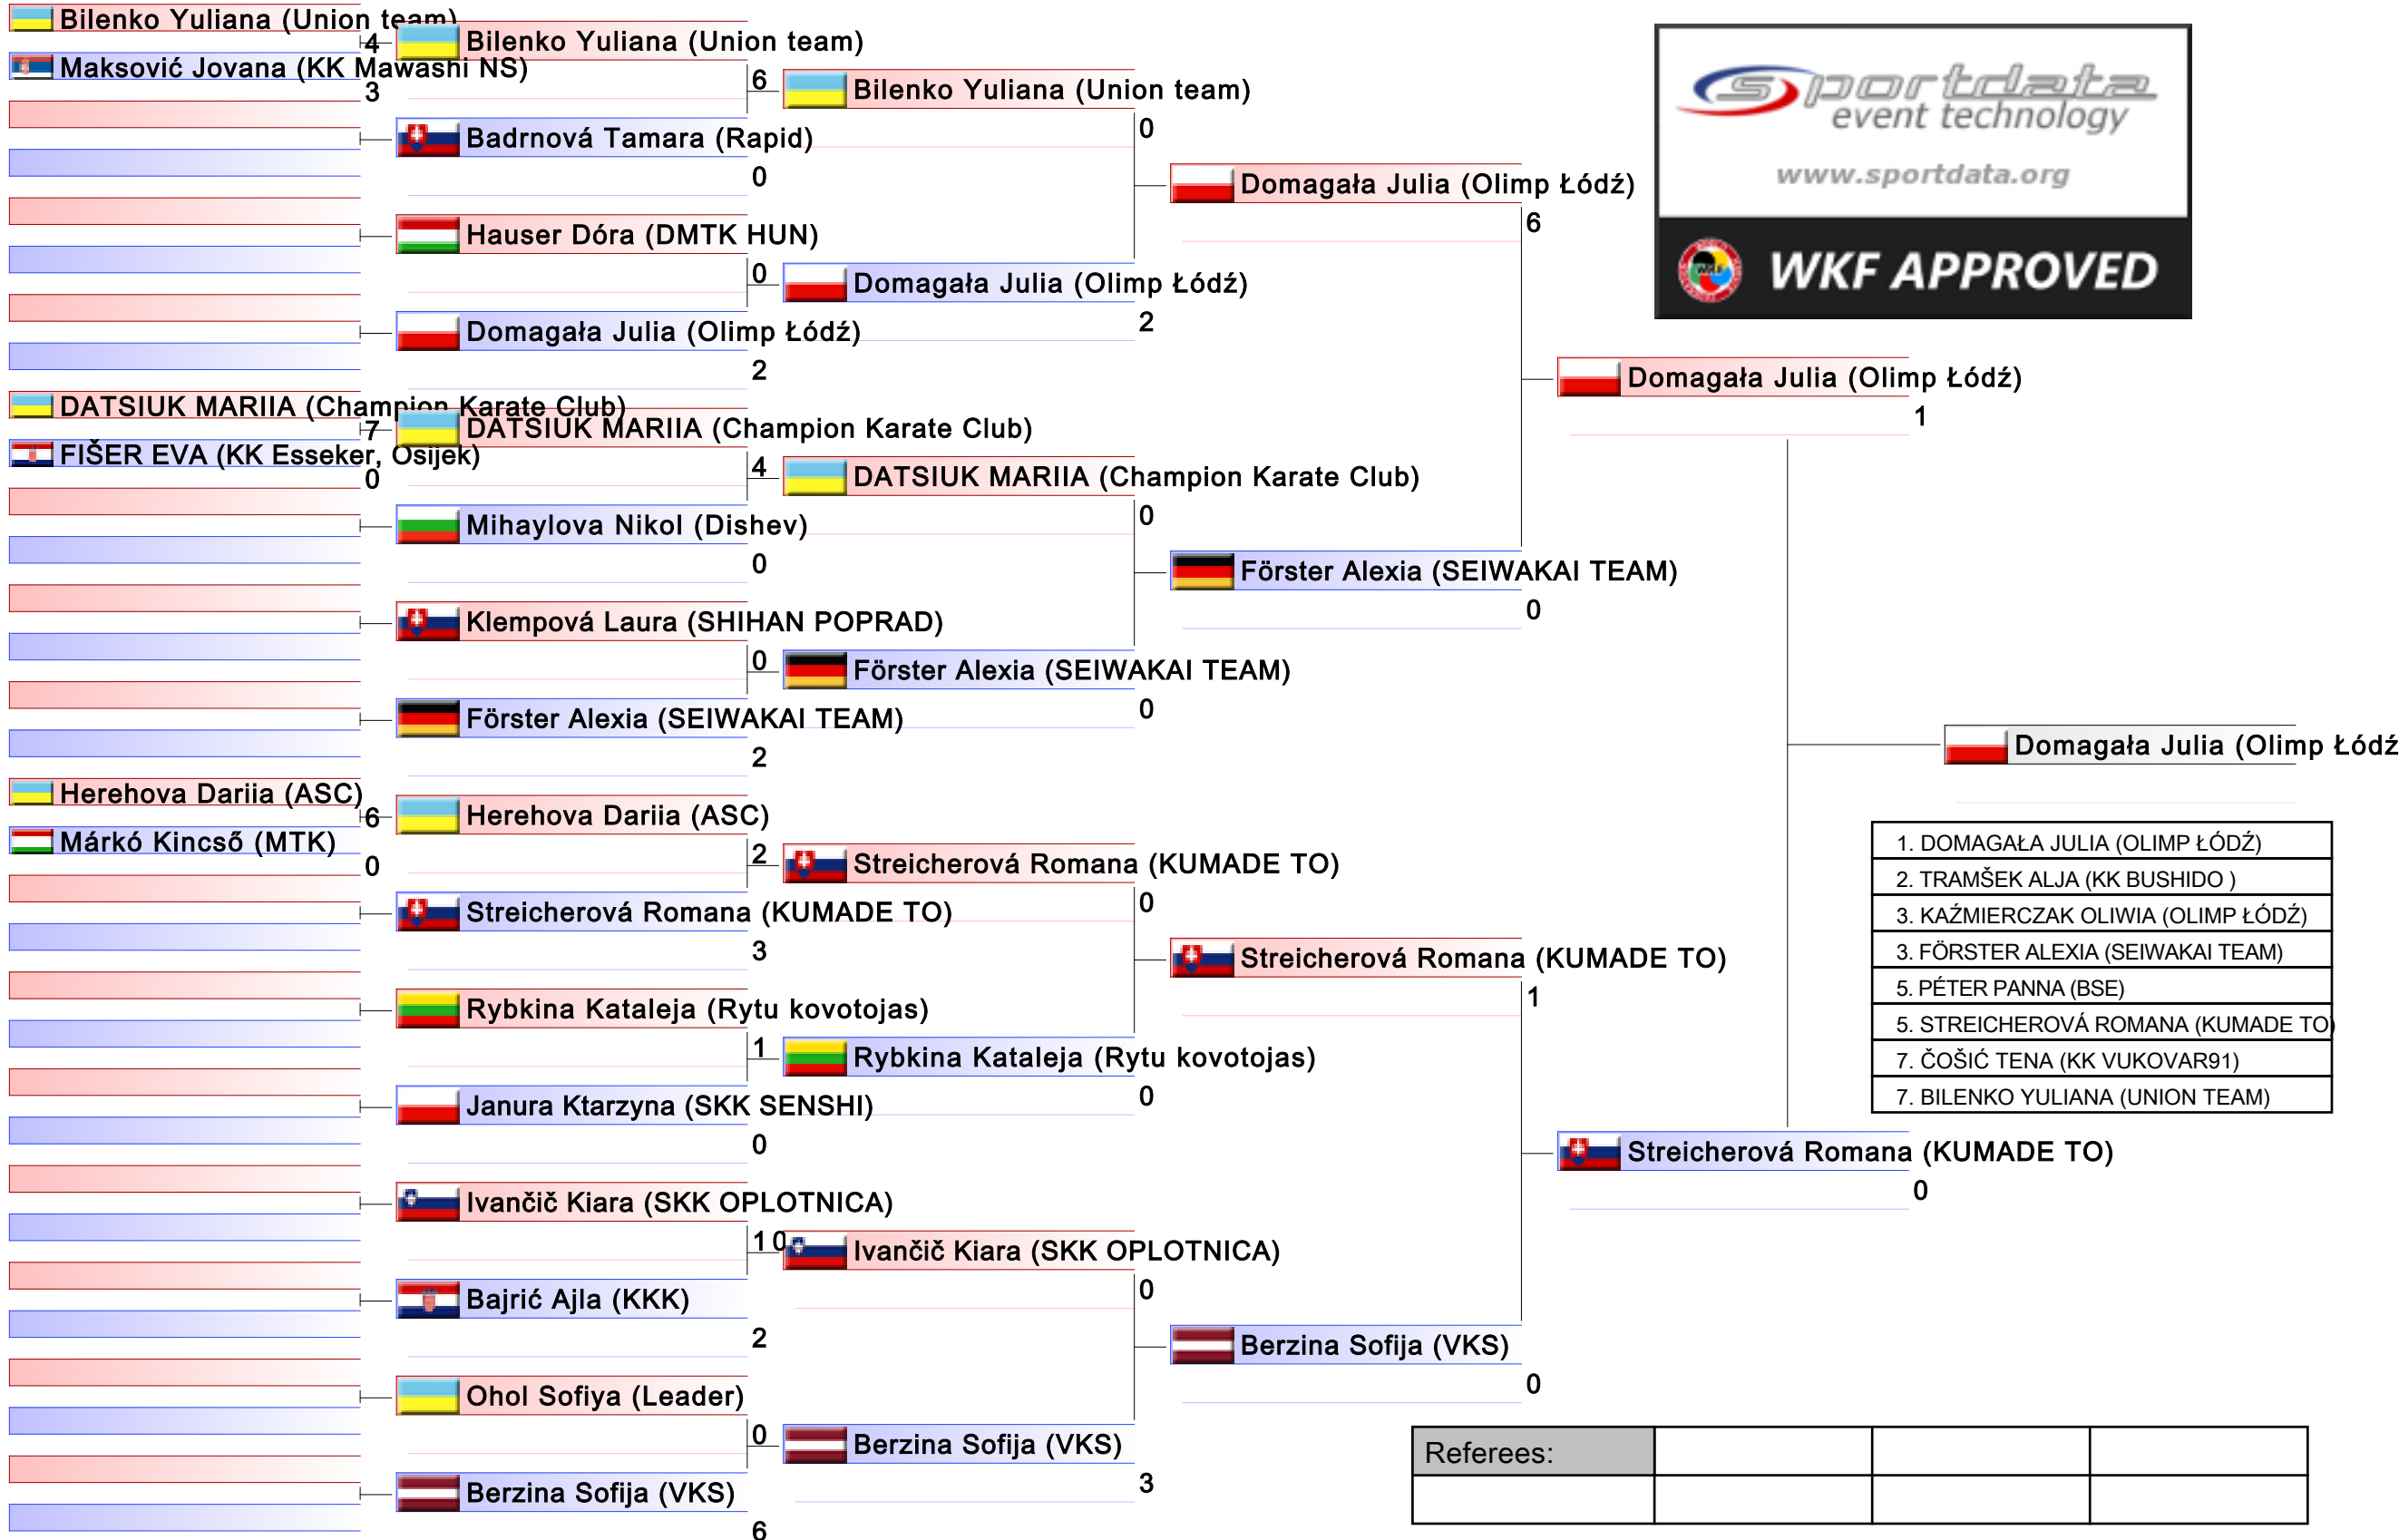 Bilenko Yuliana (Union team)
4
Maksović Jovana (KK Mawashi NS)
3
DATSIUK MARIIA (Champion Karate Club)
7
FIŠER EVA (KK Esseker, Osijek)
0
Herehova Dariia (ASC)
6
Márkó Kincső (MTK)
0
Bilenko Yuliana (Union team)
6
Badrnová Tamara (Rapid)
0
Hauser Dóra (DMTK HUN)
0
Domagała Julia (Olimp Łódź)
2
DATSIUK MARIIA (Champion Karate Club)
4
Mihaylova Nikol (Dishev)
0
Klempová Laura (SHIHAN POPRAD)
0
Förster Alexia (SEIWAKAI TEAM)
2
Herehova Dariia (ASC)
2
Streicherová Romana (KUMADE TO)
3
Rybkina Kataleja (Rytu kovotojas)
1
Janura Ktarzyna (SKK SENSHI)
0
Ivančič Kiara (SKK OPLOTNICA)
10
Bajrić Ajla (KKK)
2
Ohol Sofiya (Leader)
0
Berzina Sofija (VKS)
6
Bilenko Yuliana (Union team)
0
Domagała Julia (Olimp Łódź)
2
DATSIUK MARIIA (Champion Karate Club)
0
Förster Alexia (SEIWAKAI TEAM)
0
Streicherová Romana (KUMADE TO)
0
Rybkina Kataleja (Rytu kovotojas)
0
Ivančič Kiara (SKK OPLOTNICA)
0
Berzina Sofija (VKS)
3
Domagała Julia (Olimp Łódź)
6
Förster Alexia (SEIWAKAI TEAM)
0
Streicherová Romana (KUMADE TO)
1
Berzina Sofija (VKS)
0
Domagała Julia (Olimp Łódź)
1
Streicherová Romana (KUMADE TO)
0
Domagała Julia (Olimp Łódź
sportdata
event technology
www.sportdata.org
WKF
WKF APPROVED
1. DOMAGAŁA JULIA (OLIMP ŁÓDŹ)
2. TRAMŠEK ALJA (KK BUSHIDO )
3. KAŹMIERCZAK OLIWIA (OLIMP ŁÓDŹ)
3. FÖRSTER ALEXIA (SEIWAKAI TEAM)
5. PÉTER PANNA (BSE)
5. STREICHEROVÁ ROMANA (KUMADE TO)
7. ČOŠIĆ TENA (KK VUKOVAR91)
7. BILENKO YULIANA (UNION TEAM)
Referees: